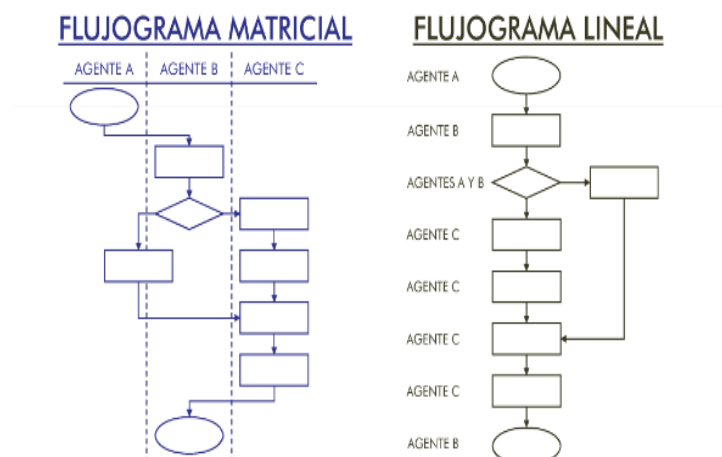 FLUJOGRAMA MATRICIAL
AGENTE A AGENTE B AGENTE C
FLUJOGRAMA LINEAL
AGENTE A
AGENTE B
AGENTES A Y B
AGENTE C
AGENTE C
AGENTE C
AGENTE C
AGENTE B